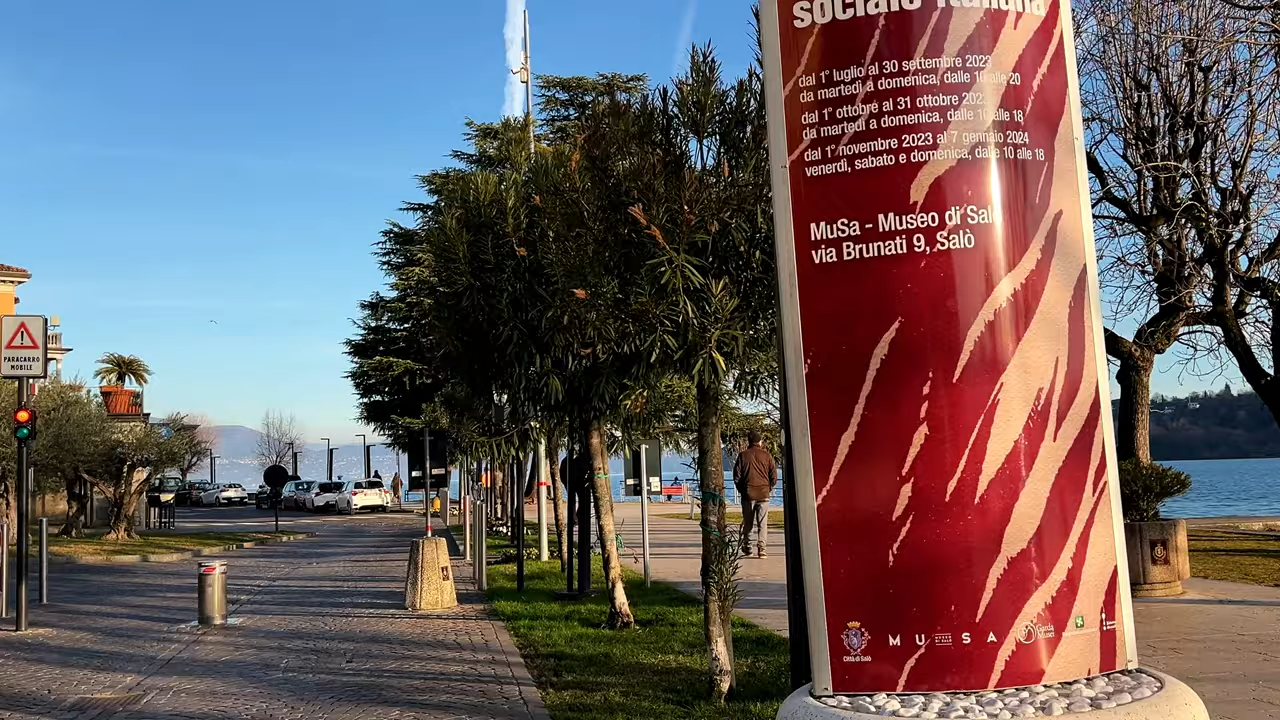 sociale italiana
dal 1° luglio al 30 settembre 2023
da martedì a domenica, dalle 10 alle 20
dal 1° ottobre al 31 ottobre 2023
da martedì a domenica, dalle 10 alle 18
dal 1° novembre 2023 al 7 gennaio 2024
venerdì, sabato e domenica, dalle 10 alle 18
MuSa - Museo di Salò
via Brunati 9, Salò
PARACARRO
MOBILE
Città di Salò
MUSA
Garda
Musei